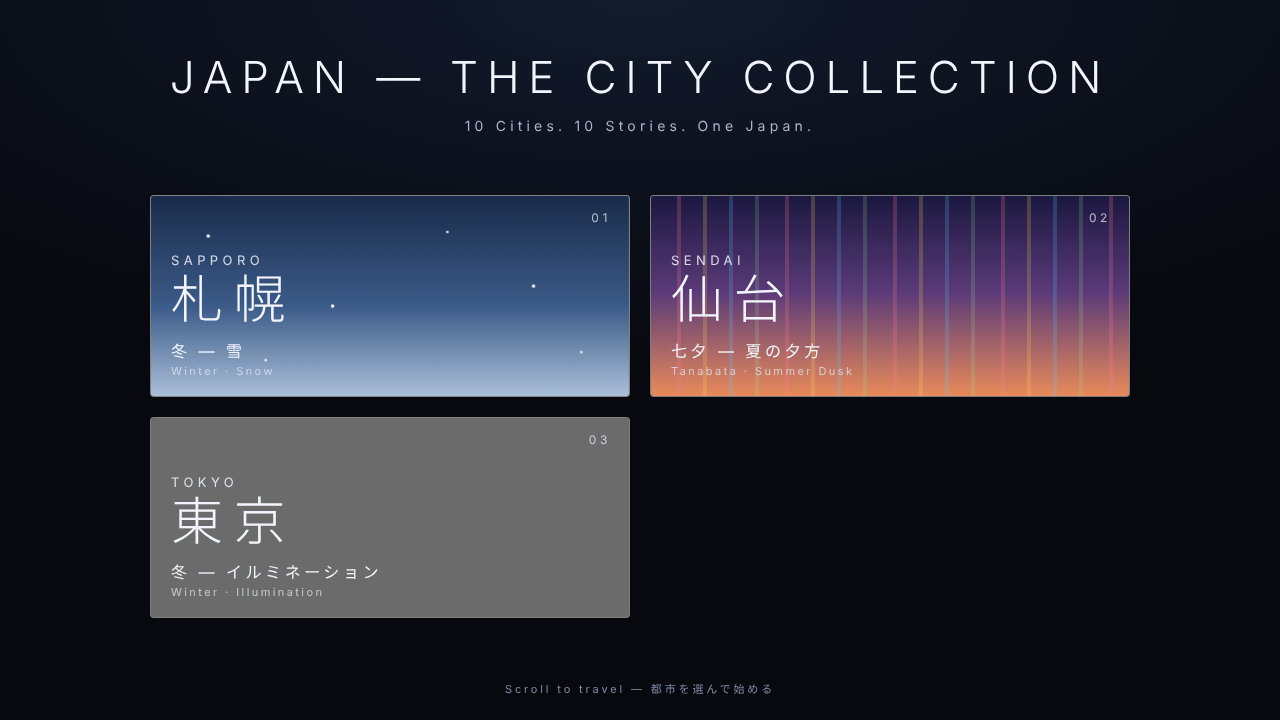 JAPAN — THE CITY COLLECTION
10 Cities. 10 Stories. One Japan.
01
SAPPORO
札幌
冬 — 雪
Winter · Snow
02
SENDAI
仙台
七夕 — 夏の夕方
Tanabata · Summer Dusk
03
TOKYO
東京
冬 — イルミネーション
Winter · Illumination
Scroll to travel — 都市を選んで始める